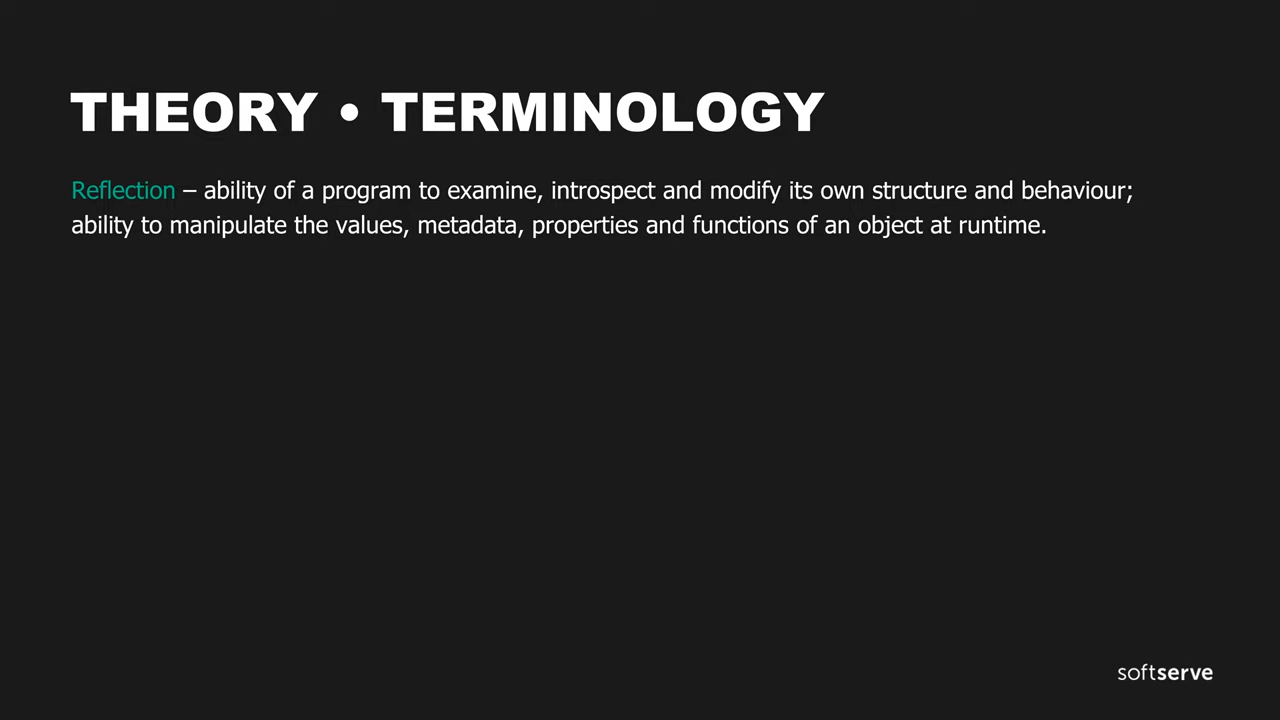 THEORY • TERMINOLOGY
Reflection – ability of a program to examine, introspect and modify its own structure and behaviour;
ability to manipulate the values, metadata, properties and functions of an object at runtime.
softserve